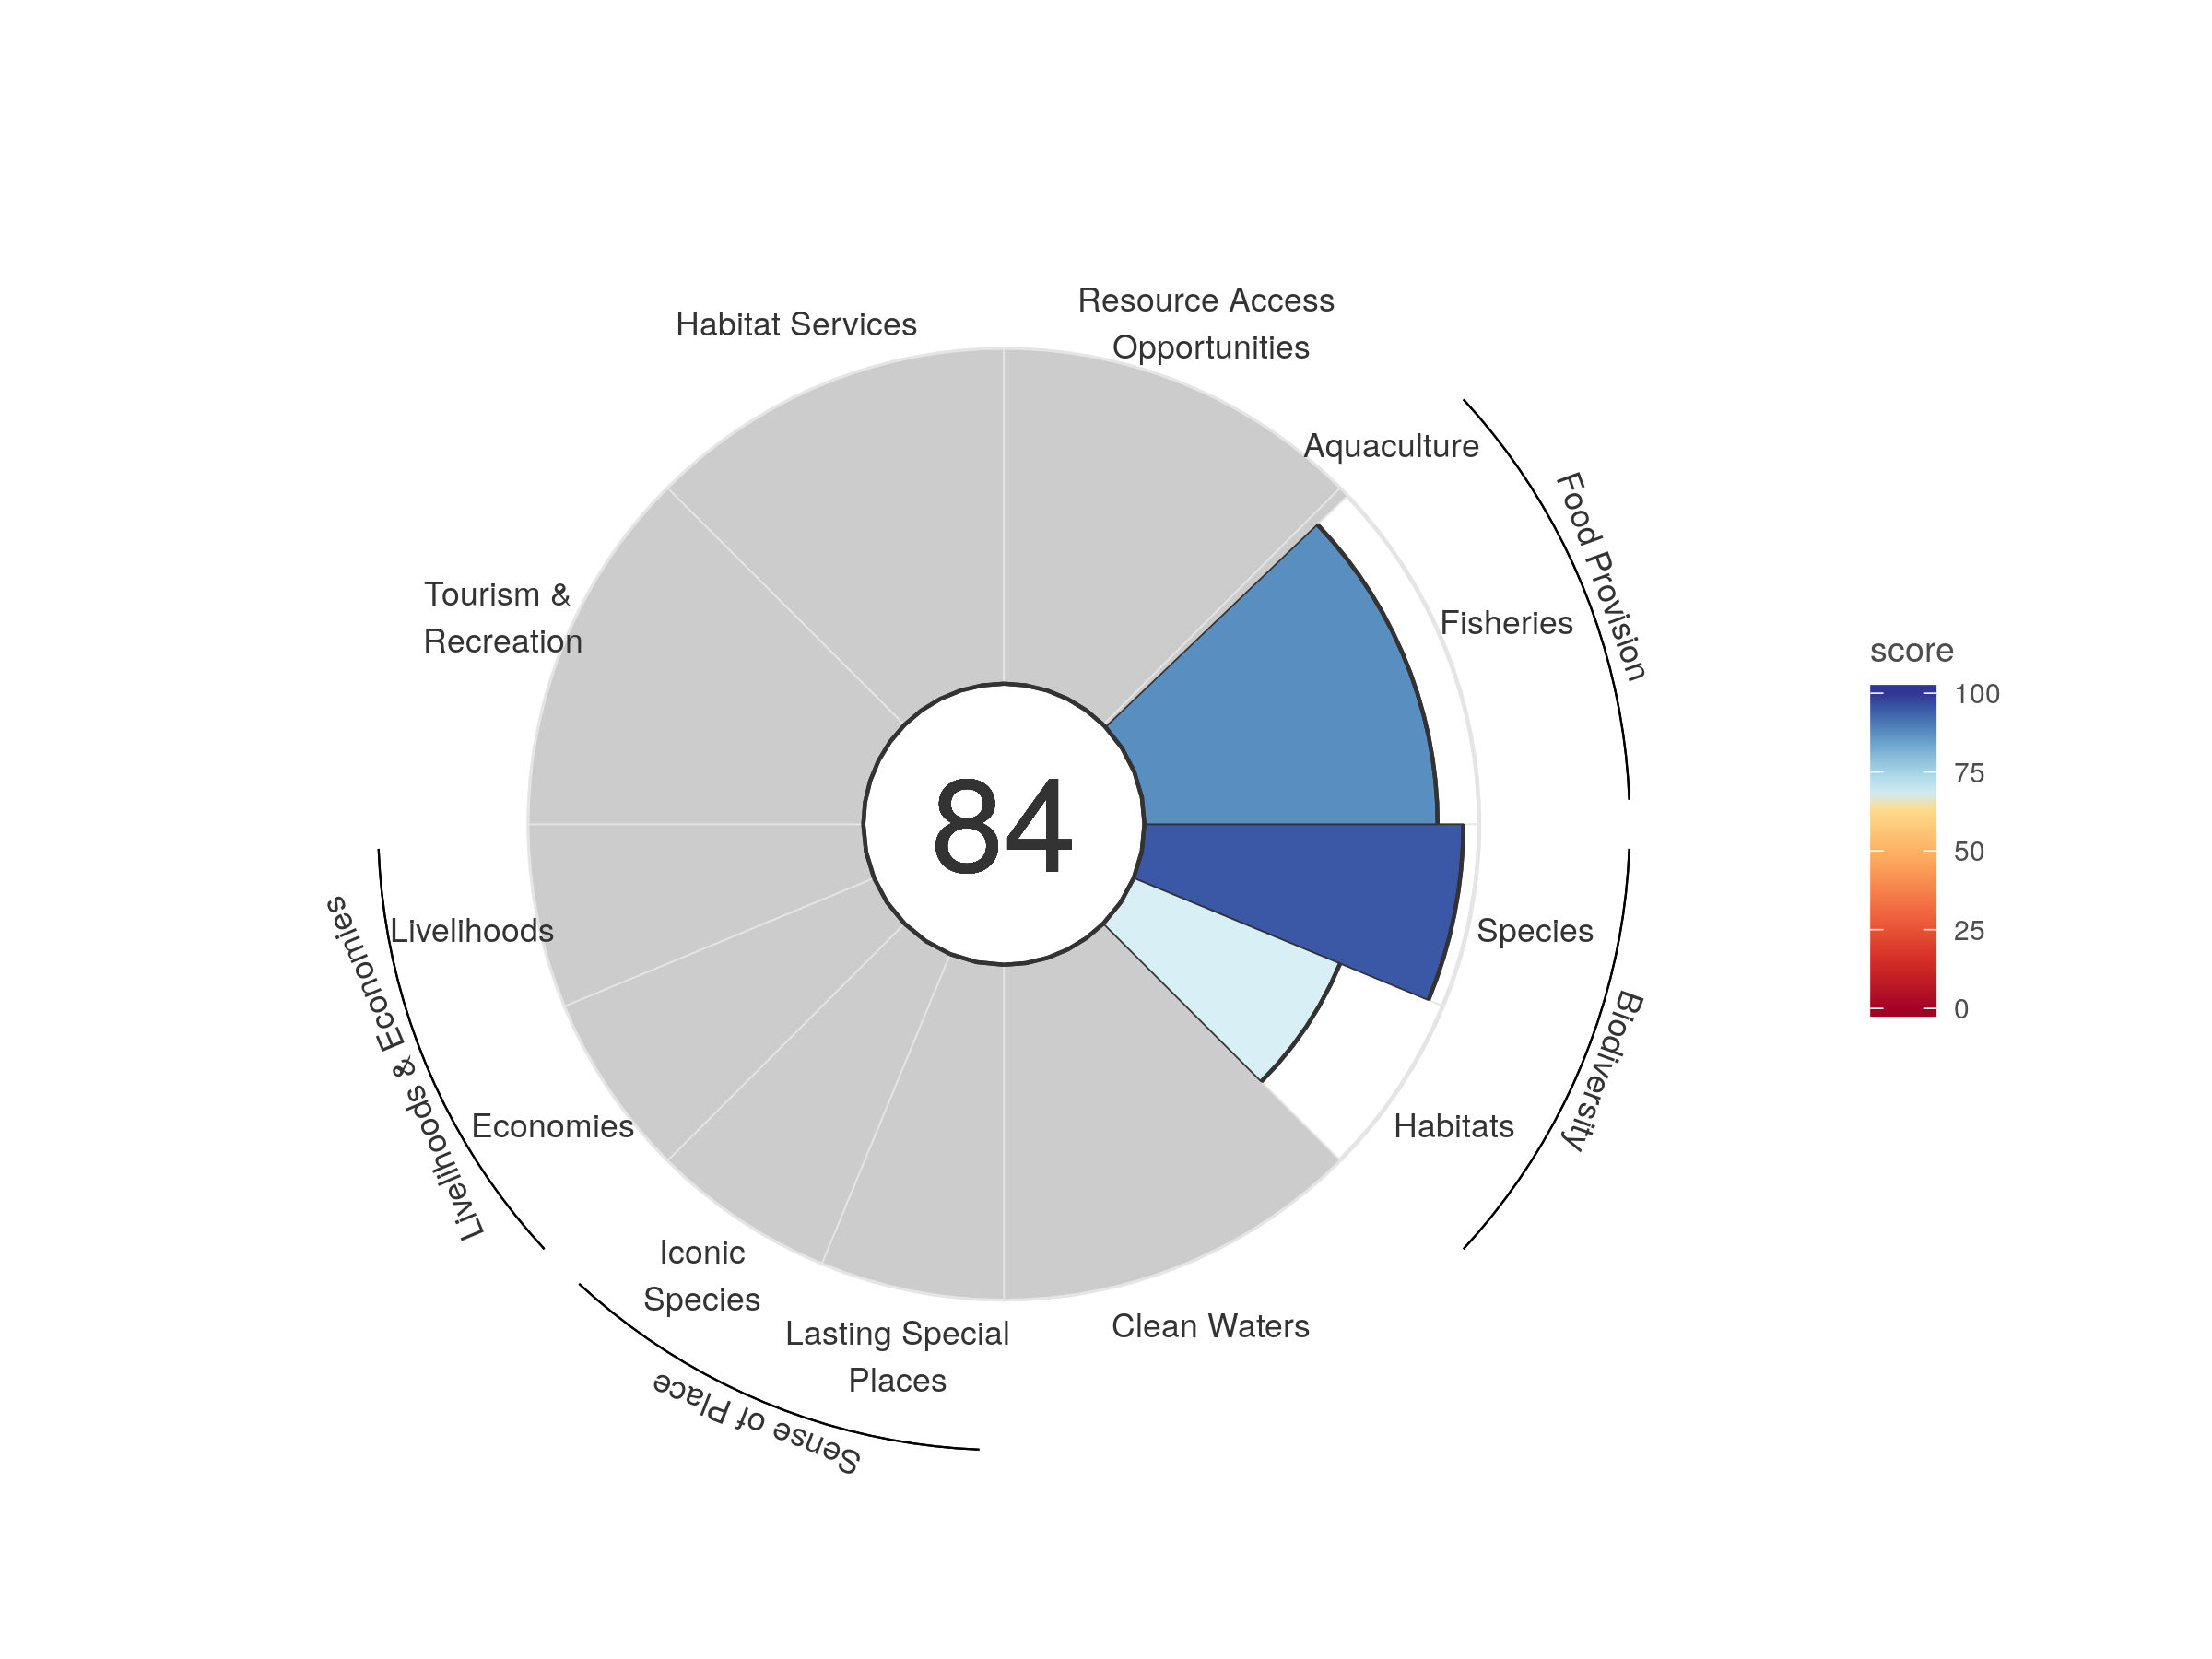 Resource Access
Opportunities
Habitat Services
Aquaculture
Food Provision
Tourism &
Recreation
Fisheries
score
100
75
50
25
0
84
Livelihoods
Species
Livelihoods & Economies
Biodiversity
Economies
Habitats
Iconic
Species
Lasting Special
Places
Clean Waters
Sense of Place